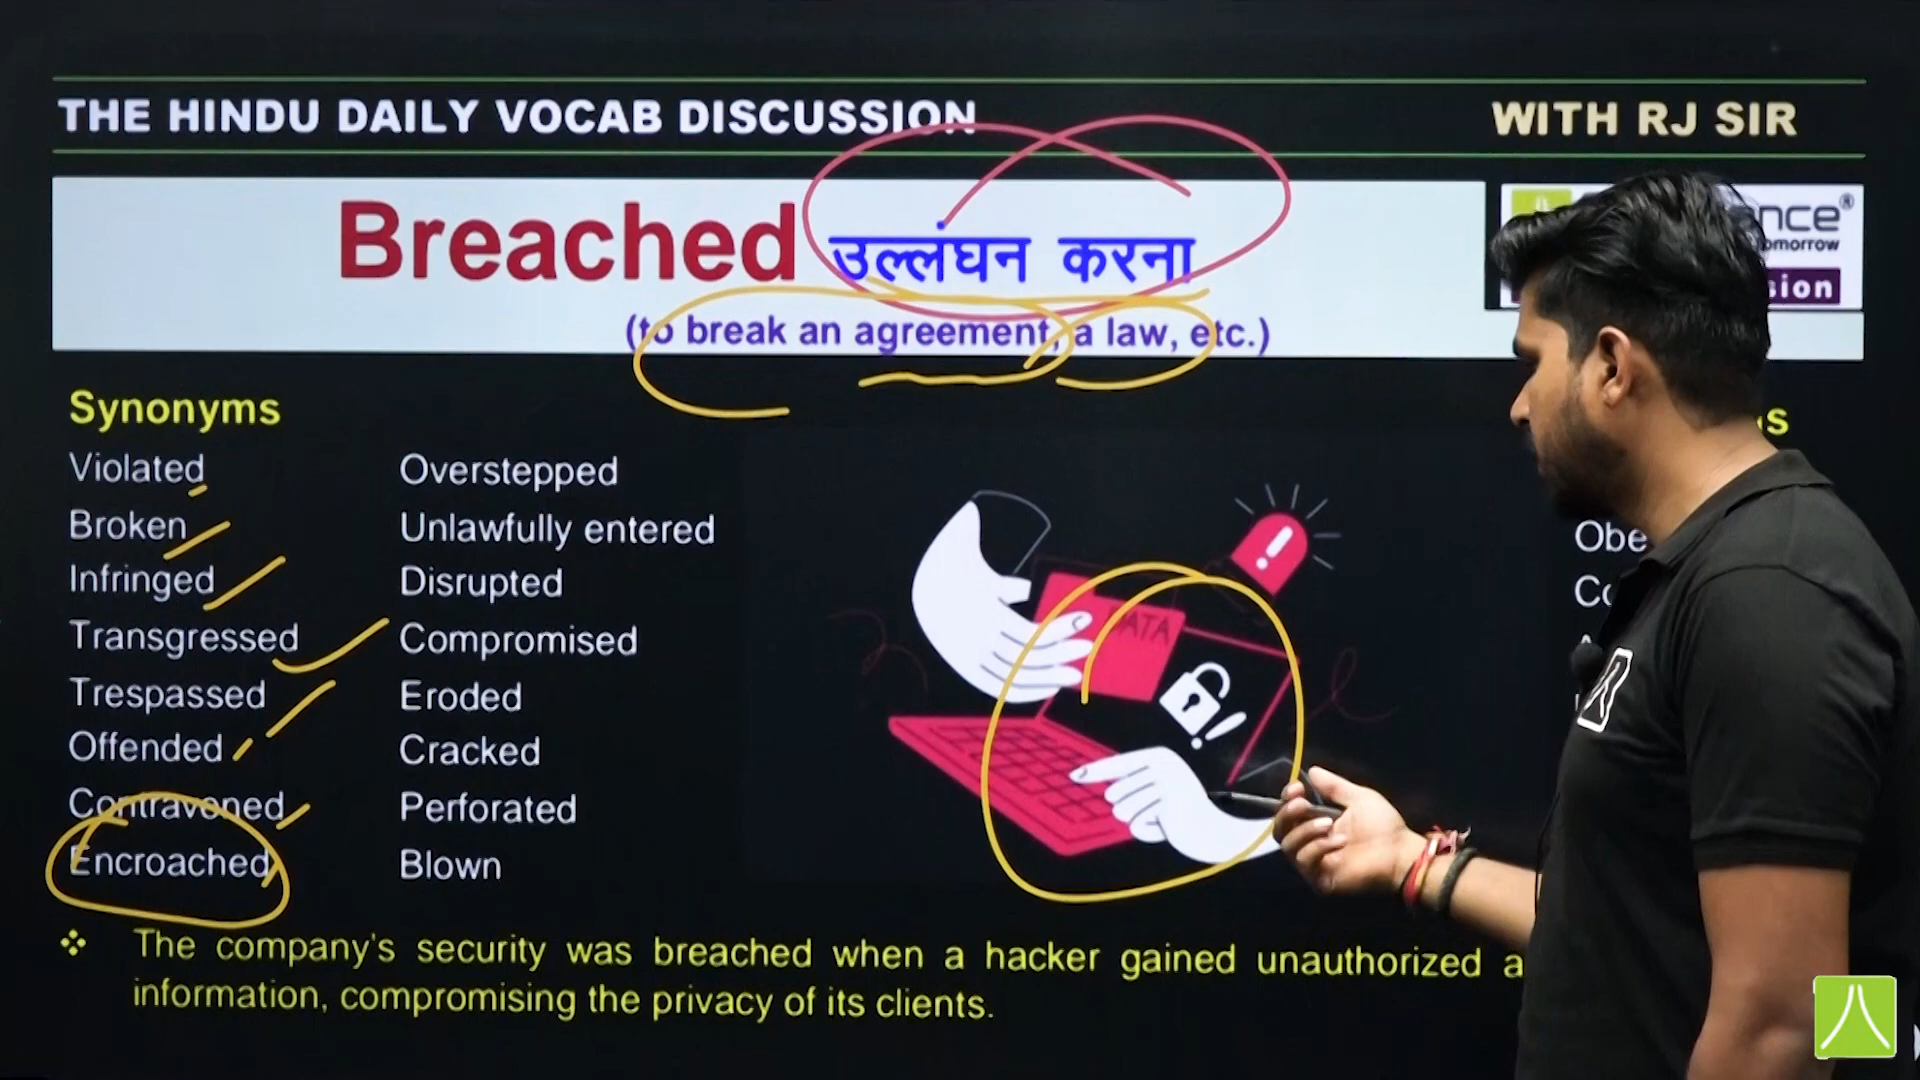 THE HINDU DAILY VOCAB DISCUSSION
WITH RJ SIR
Breached उल्लंघन करना
(to break an agreement, a law, etc.)
Synonyms
Violated
Broken
Infringed
Transgressed
Trespassed
Offended
Contravened
Encroached
Overstepped
Unlawfully entered
Disrupted
Compromised
Eroded
Cracked
Perforated
Blown
DATA
The company's security was breached when a hacker gained unauthorized
information, compromising the privacy of its clients.